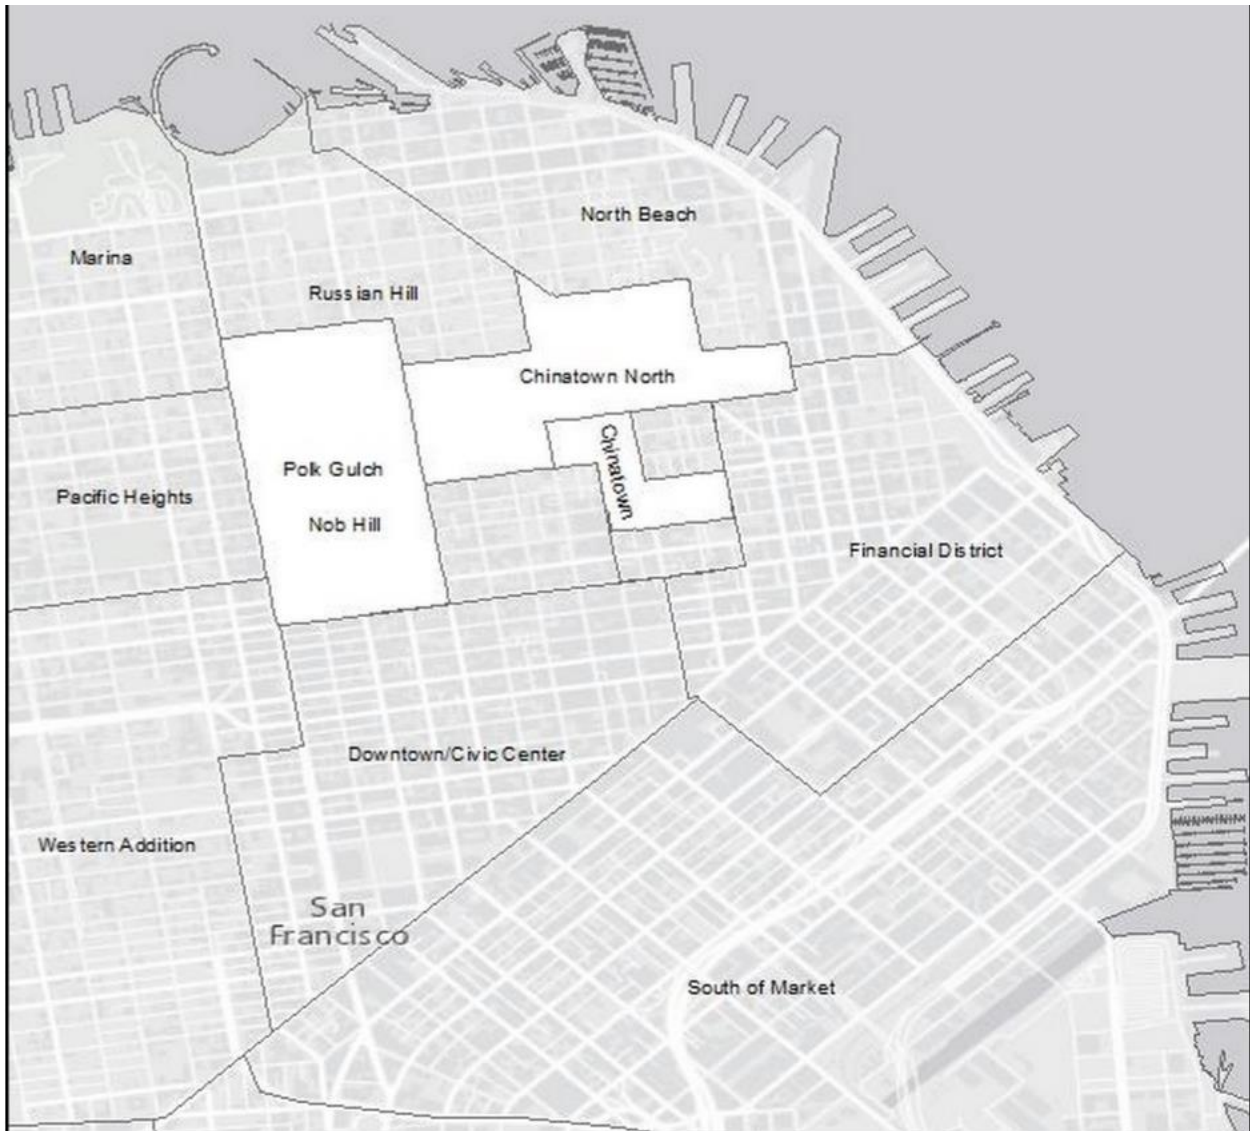 North Beach
Marina
Russian Hill
Chinatown North
Chinatown
Polk Gulch
Pacific Heights
Nob Hill
Financial District
Downtown/Civic Center
Western Addition
San
Francisco
South of Market